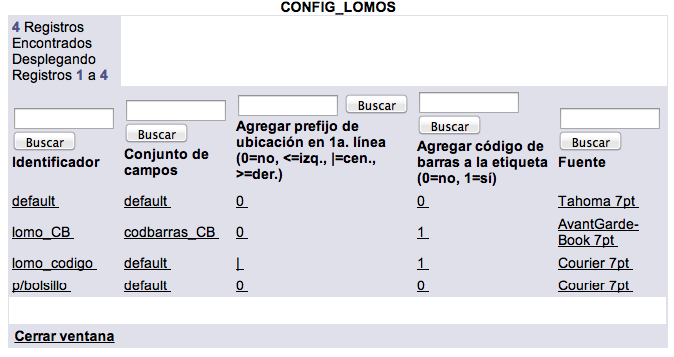 CONFIG_LOMOS
4 Registros
Encontrados
Desplegando
Registros 1 a 4
Buscar
Identificador
Buscar
Conjunto de
campos
Buscar
Agregar prefijo de
ubicación en 1a. línea
(0=no, <=izq., |=cen.,
>=der.)
Buscar
Agregar código de
barras a la etiqueta
(0=no, 1=sí)
Buscar
Fuente
default default 0 0 Tahoma 7pt
lomo_CB codbarras_CB 0 1 AvantGarde-
Book 7pt
lomo_codigo default | 1 Courier 7pt
p/bolsillo default 0 0 Courier 7pt
Cerrar ventana